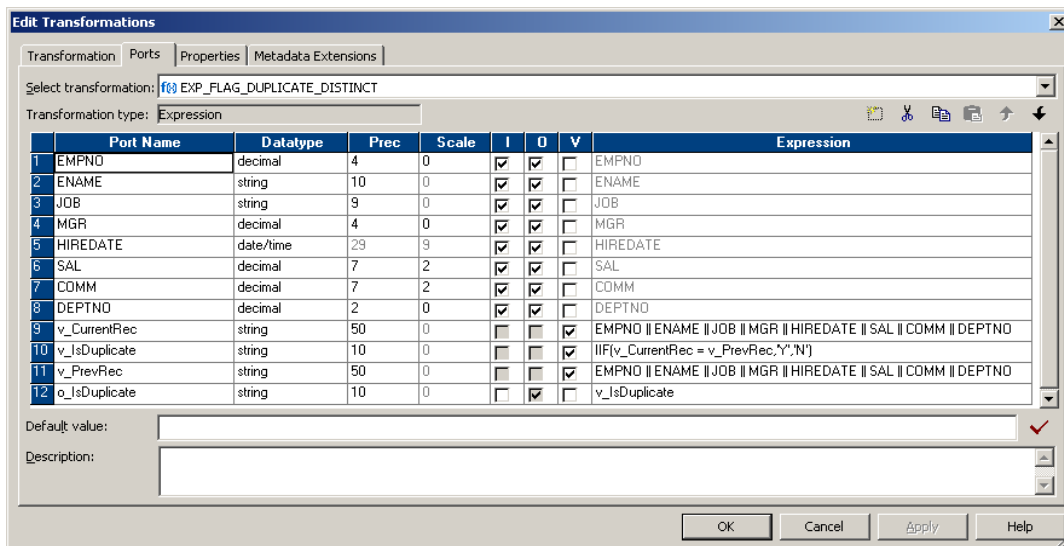 Edit Transformations
Transformation Ports Properties Metadata Extensions
Select transformation: f(x) EXP_FLAG_DUPLICATE_DISTINCT
Transformation type: Expression
Port Name Datatype Prec Scale I O V Expression
1 EMPNO decimal 4 0 EMPNO
2 ENAME string 10 0 ENAME
3 JOB string 9 0 JOB
4 MGR decimal 4 0 MGR
5 HIREDATE date/time 29 9 HIREDATE
6 SAL decimal 7 2 SAL
7 COMM decimal 7 2 COMM
8 DEPTNO decimal 2 0 DEPTNO
9 v_CurrentRec string 50 0 EMPNO || ENAME || JOB || MGR || HIREDATE || SAL || COMM || DEPTNO
10 v_IsDuplicate string 10 0 IIF(v_CurrentRec = v_PrevRec,'Y','N')
11 v_PrevRec string 50 0 EMPNO || ENAME || JOB || MGR || HIREDATE || SAL || COMM || DEPTNO
12 o_IsDuplicate string 10 0 v_IsDuplicate
Default value:
Description:
OK Cancel Apply Help